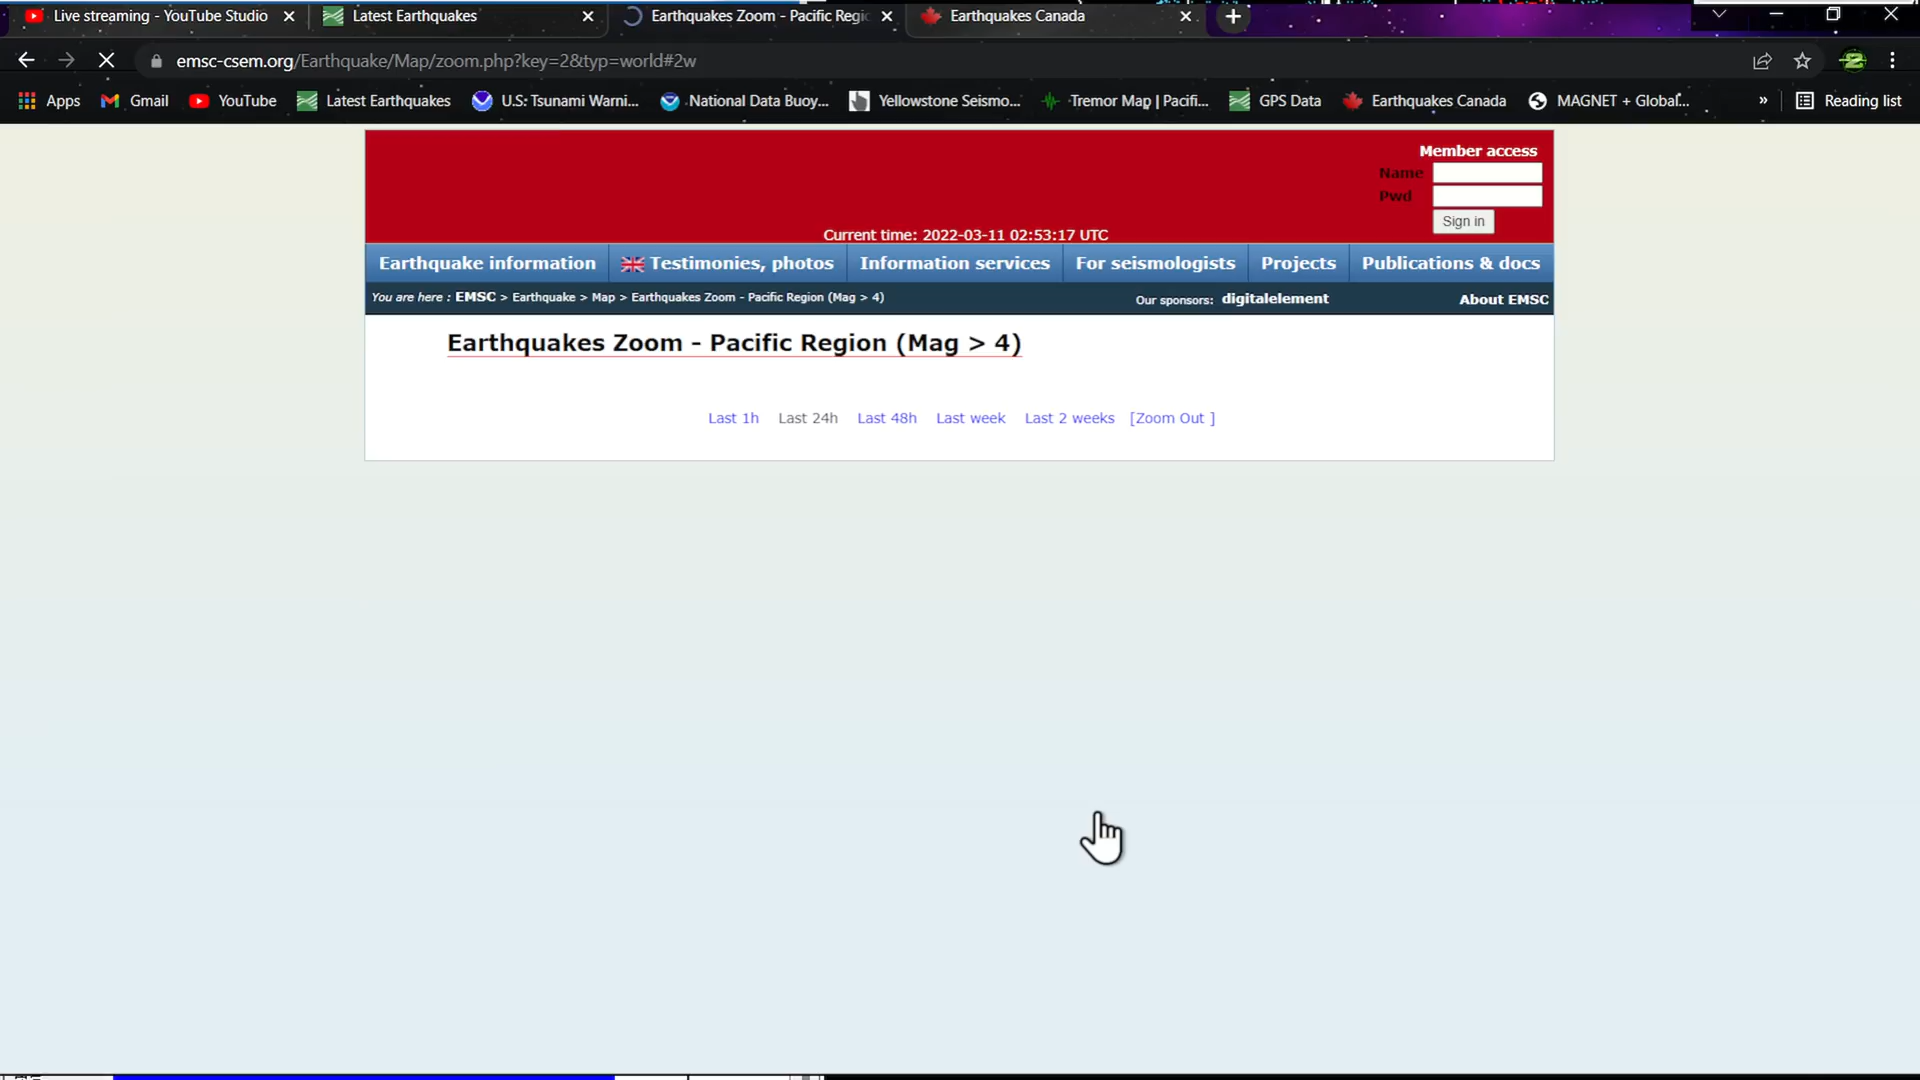 Live streaming - YouTube Studio
Latest Earthquakes
Earthquakes Zoom - Pacific Regi
Earthquakes Canada
emsc-csem.org/Earthquake/Map/zoom.php?key=2&typ=world#2w
Apps
Gmail
YouTube
Latest Earthquakes
U.S. Tsunami Warni...
National Data Buoy...
Yellowstone Seismo...
Tremor Map | Pacifi...
GPS Data
Earthquakes Canada
MAGNET + Global...
»
Reading list
Member access
Name
Pwd
Sign in
Current time: 2022-03-11 02:53:17 UTC
Earthquake information
Testimonies, photos
Information services
For seismologists
Projects
Publications & docs
You are here : EMSC > Earthquake > Map > Earthquakes Zoom - Pacific Region (Mag > 4)
Our sponsors: digitalelement
About EMSC
Earthquakes Zoom - Pacific Region (Mag > 4)
Last 1h Last 24h Last 48h Last week Last 2 weeks [Zoom Out ]